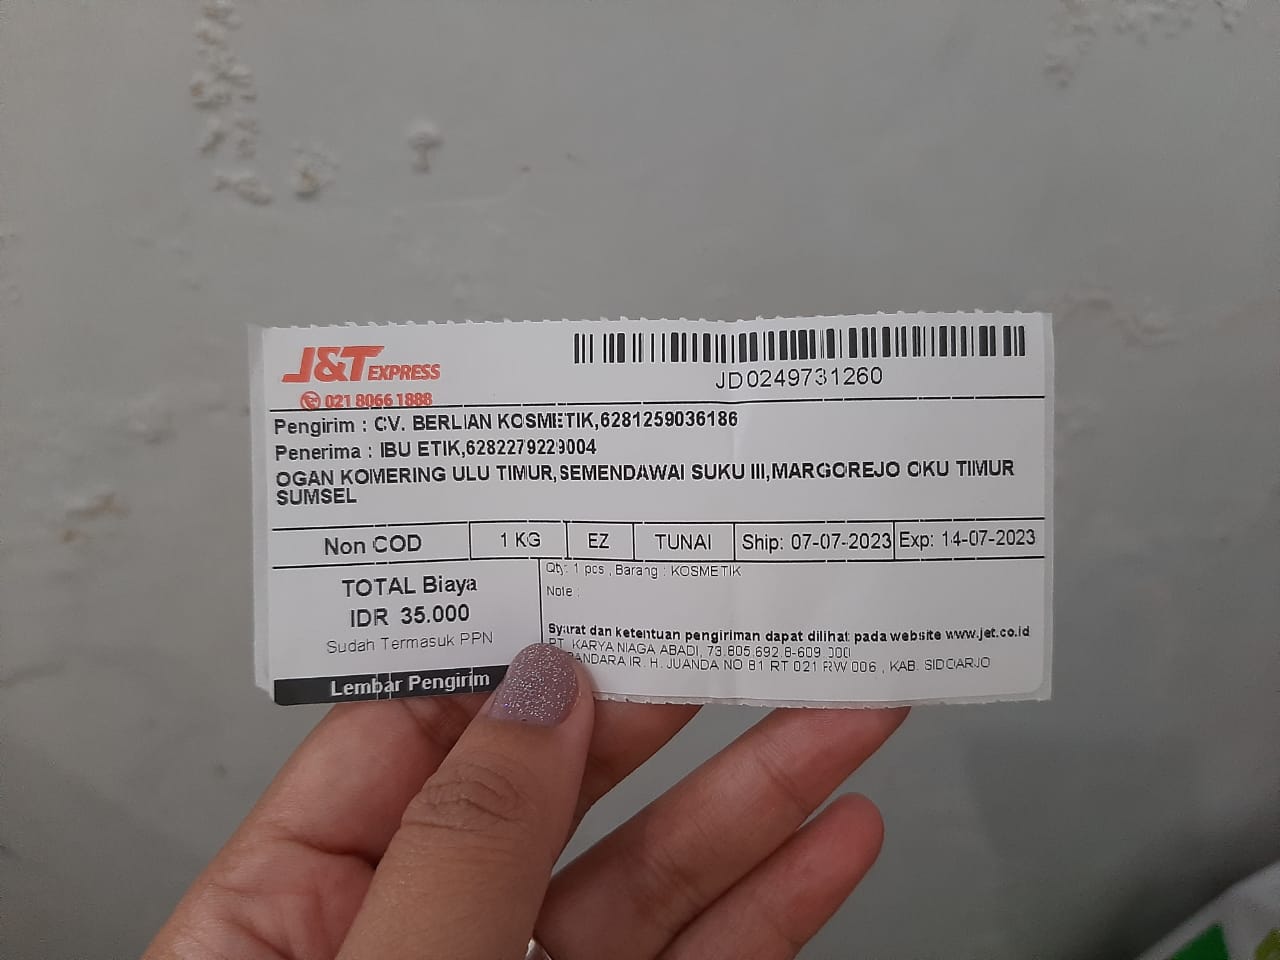 J&T EXPRESS
021 8066 1888
JD0249731260
Pengirim : CV. BERLIAN KOSMETIK,6281259036186
Penerima : IBU ETIK,6282279229004
OGAN KOMERING ULU TIMUR,SEMENDAWAI SUKU III,MARGOREJO OKU TIMUR
SUMSEL
Non COD 1 KG EZ TUNAI Ship: 07-07-2023 Exp: 14-07-2023
TOTAL Biaya
IDR 35.000
Sudah Termasuk PPN
Lembar Pengirim
Qty: 1 pcs , Barang : KOSMETIK
Note :
Syarat dan ketentuan pengiriman dapat dilihat pada website www.jet.co.id
PT. KARYA NIAGA ABADI, 73.805.692.8-609.000
IR. H. JUANDA NO 81 RT 021 RW 006 , KAB. SIDOARJO